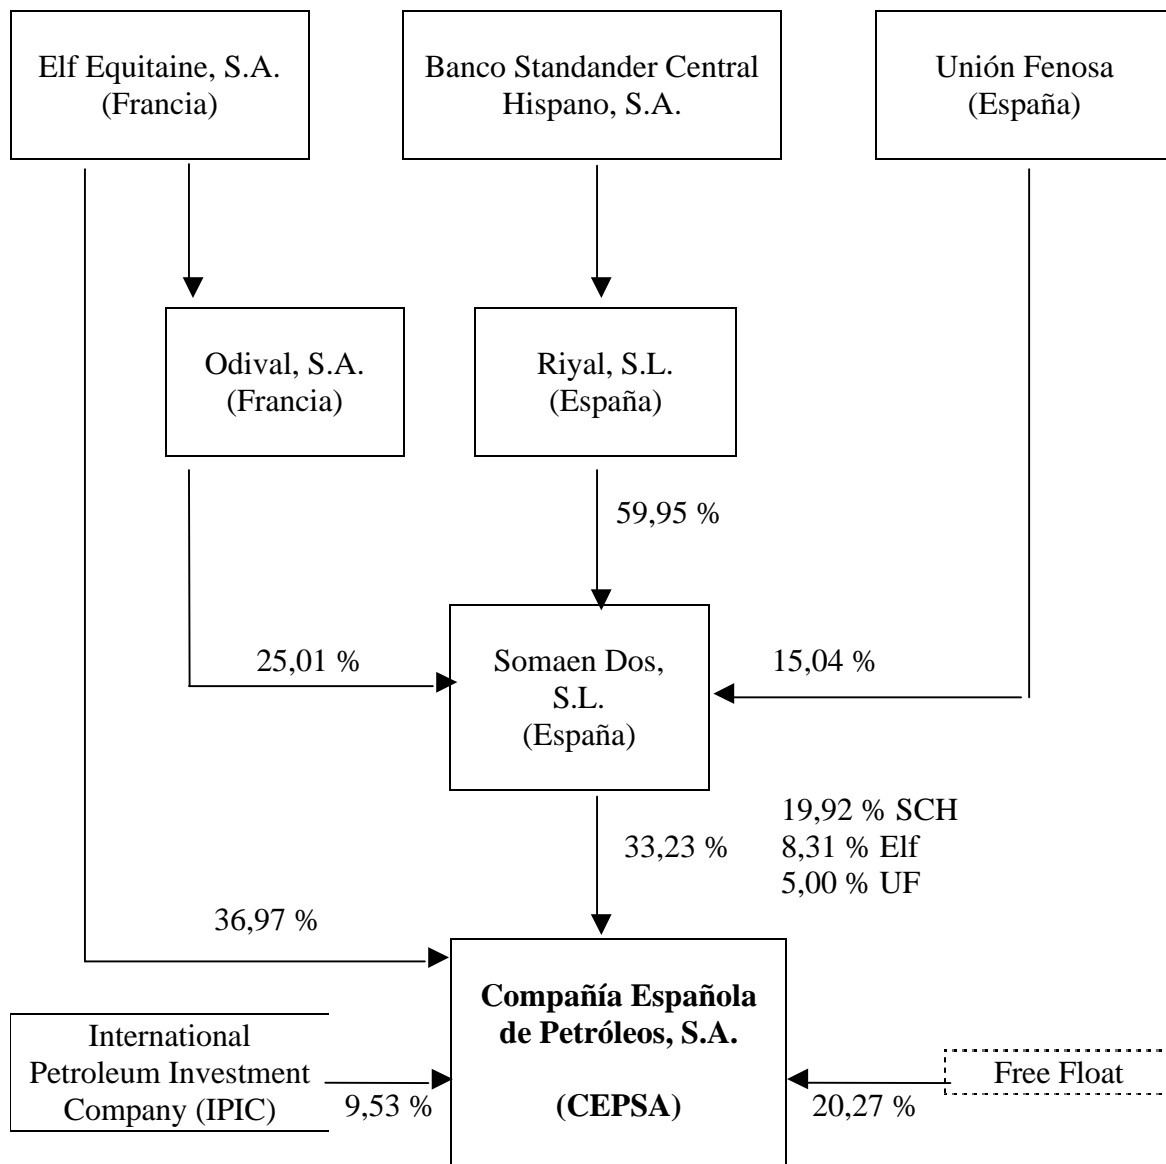 Elf Equitaine, S.A.
(Francia)
Banco Standander Central
Hispano, S.A.
Unión Fenosa
(España)
Odival, S.A.
(Francia)
Riyal, S.L.
(España)
59,95 %
25,01 %
Somaen Dos,
S.L.
(España)
15,04 %
33,23 %
19,92 % SCH
8,31 % Elf
5,00 % UF
36,97 %
Compañía Española
de Petróleos, S.A.
(CEPSA)
International
Petroleum Investment
Company (IPIC)
9,53 %
20,27 %
Free Float